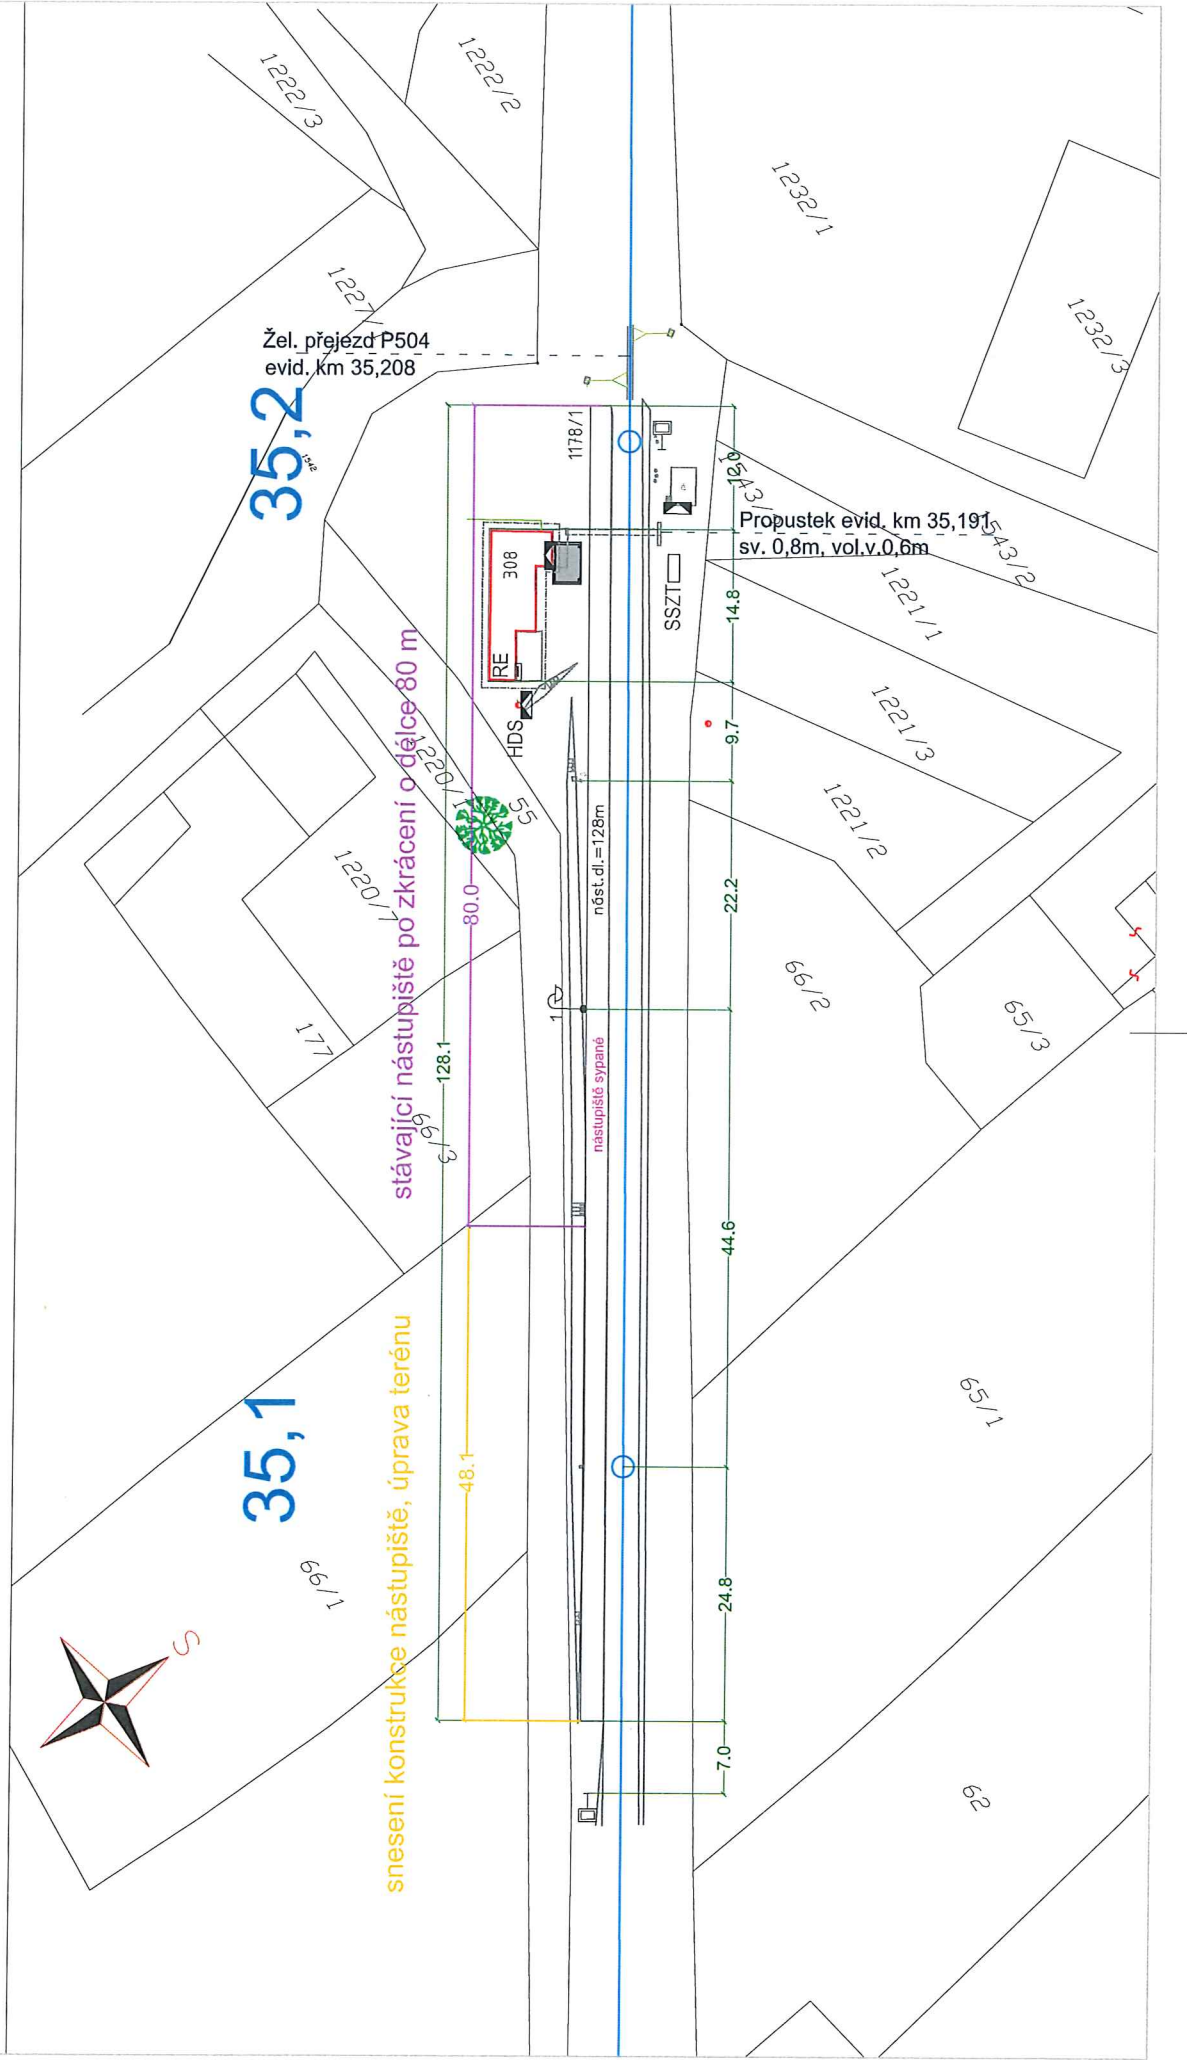 1222/3
1222/2
1232/1
1232/3
1227/
Žel. přejezd P504
evid. km 35,208
35,2
1542
1178/1
12.0
Propustek evid. km 35,191
sv. 0,8m, vol.v.0,6m
1543/2
308
SSZT
14.8
1221/1
RE
HDS
9.7
1221/3
stávající nástupiště po zkrácení o délce 80 m
1220/1
55
1220/7
80.0
nást.dl.=128m
22.2
1221/2
66/2
65/3
177
128.1
1
nástupiště sypané
66/3
44.6
65/1
35,1
snesení konstrukce nástupiště, úprava terénu
48.1
66/1
24.8
S
7.0
62